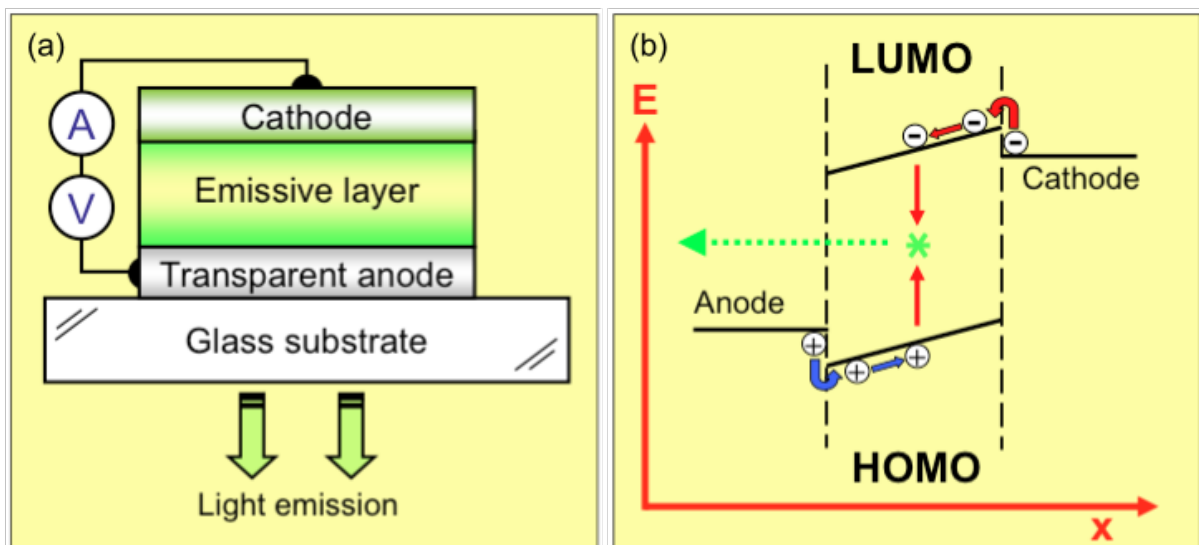 (a)
A
Cathode
V
Emissive layer
Transparent anode
Glass substrate
Light emission
(b)
LUMO
E
Cathode
Anode
HOMO
x